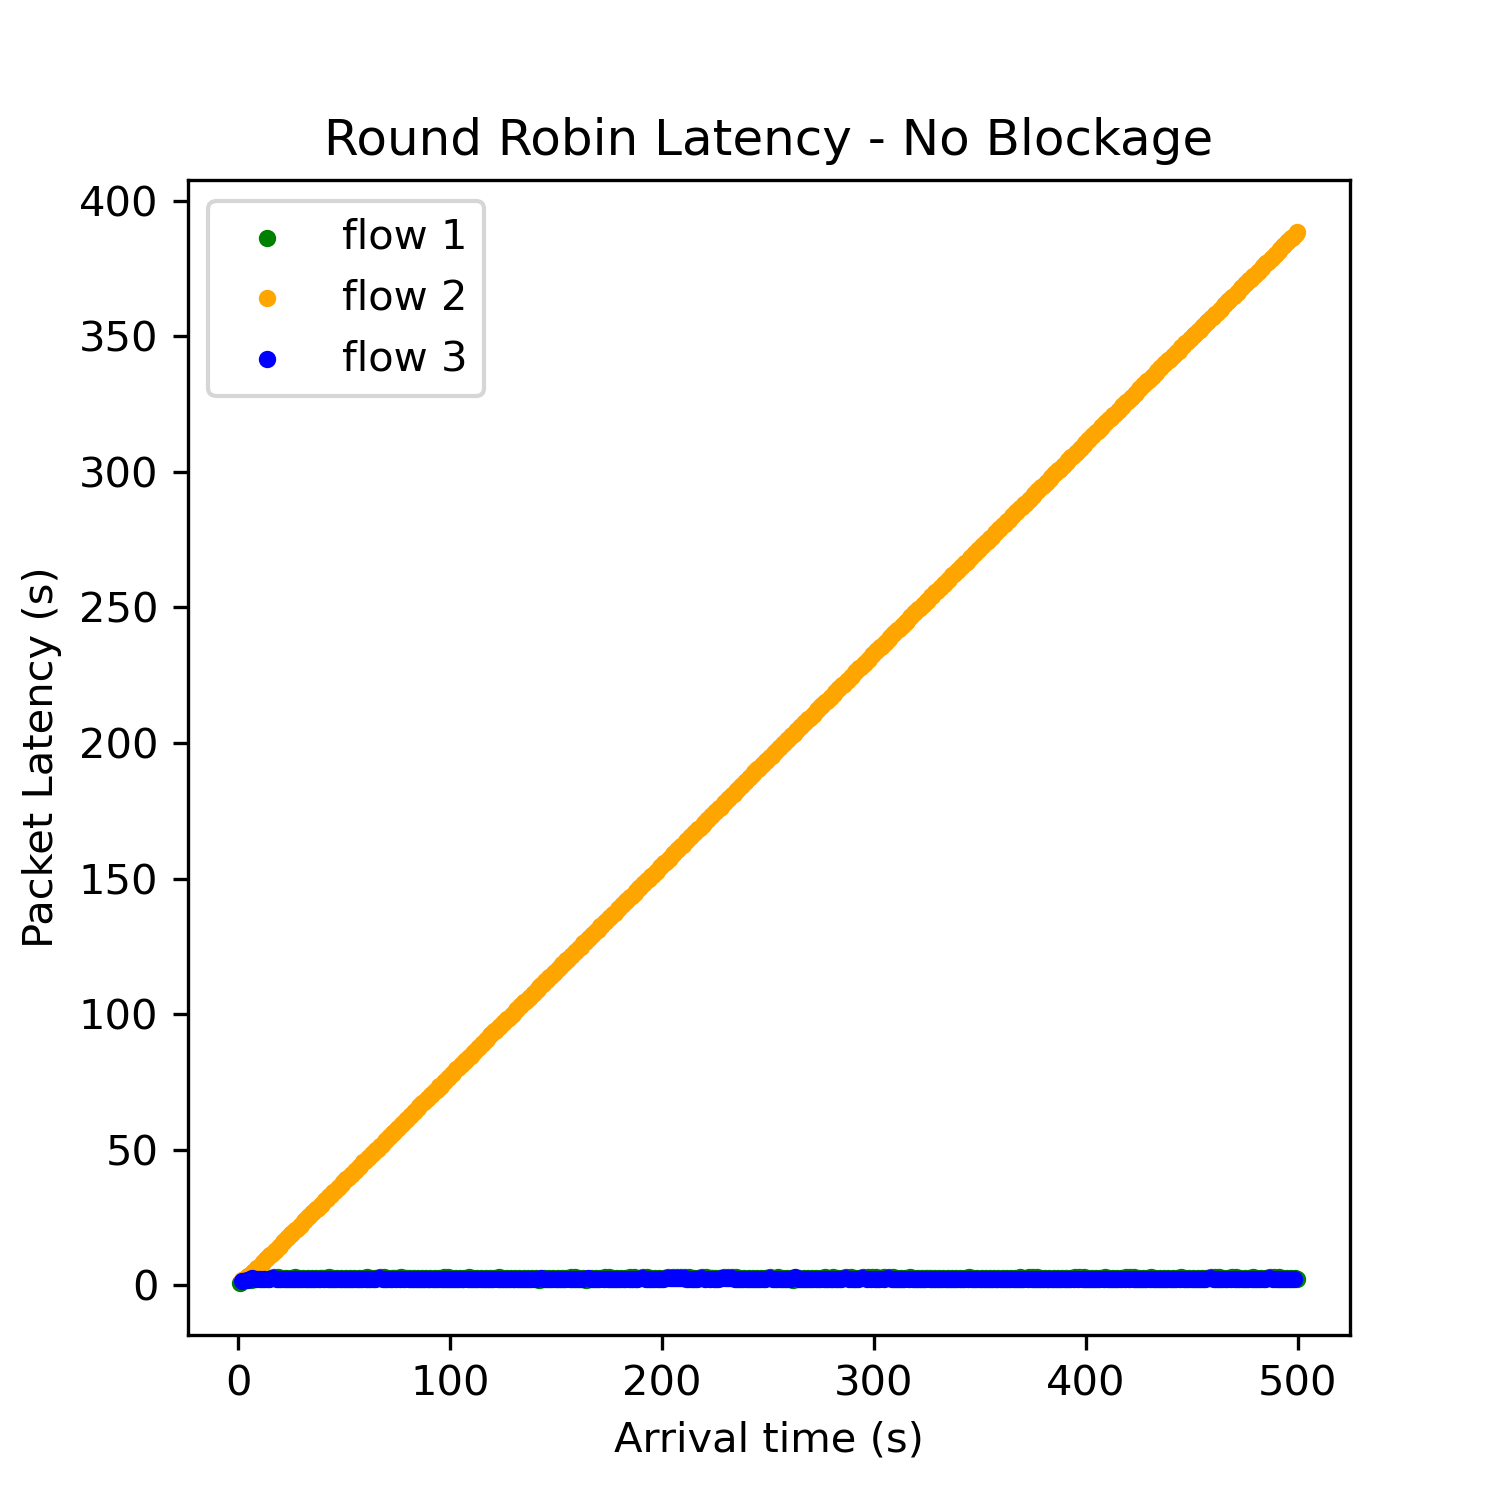 Round Robin Latency - No Blockage
flow 1
flow 2
flow 3
400
350
300
250
200
150
100
50
0
Packet Latency (s)
0 100 200 300 400 500
Arrival time (s)